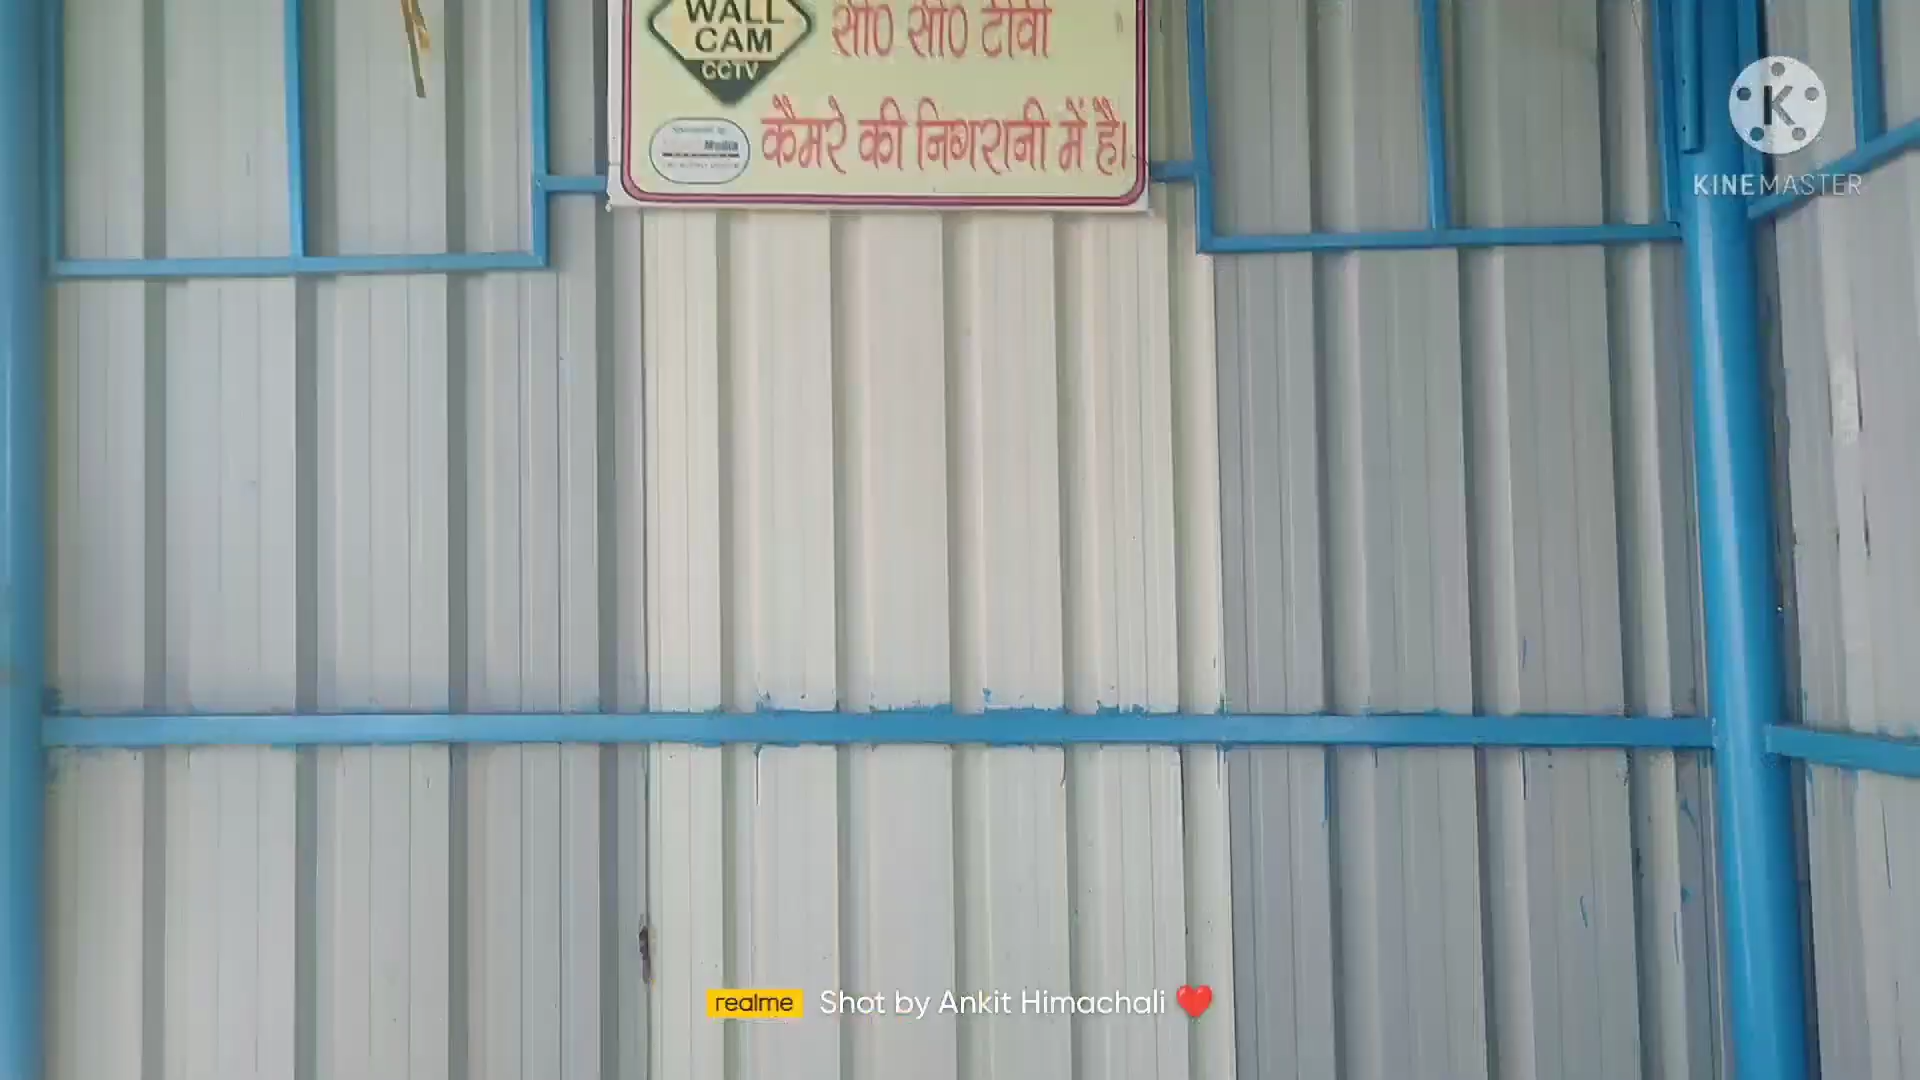 WALL
CAM
CCTV
सी० सी० टीवी
कैमरे की निगरानी में है।
Media
K
KINEMASTER
realme Shot by Ankit Himachali ❤️